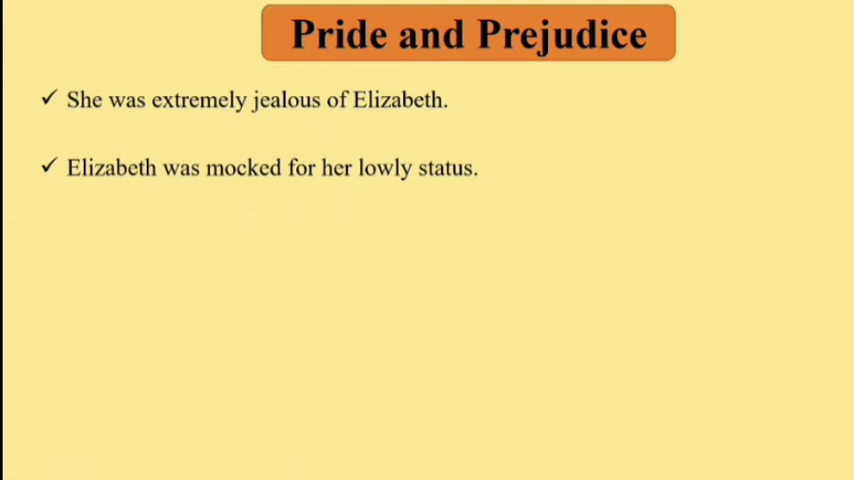 Pride and Prejudice
✓ She was extremely jealous of Elizabeth.
✓ Elizabeth was mocked for her lowly status.